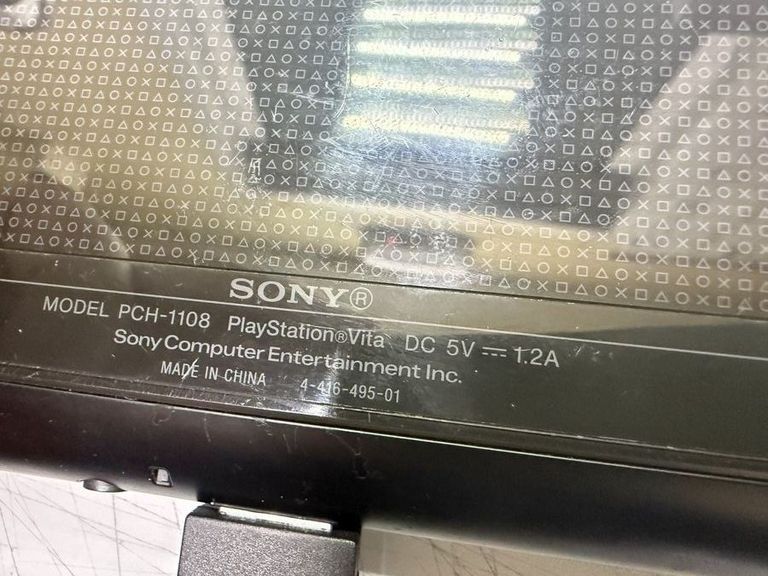 SONY®
MODEL PCH-1108 PlayStation®Vita DC 5V ⎓ 1.2A
Sony Computer Entertainment Inc.
MADE IN CHINA 4-416-495-01